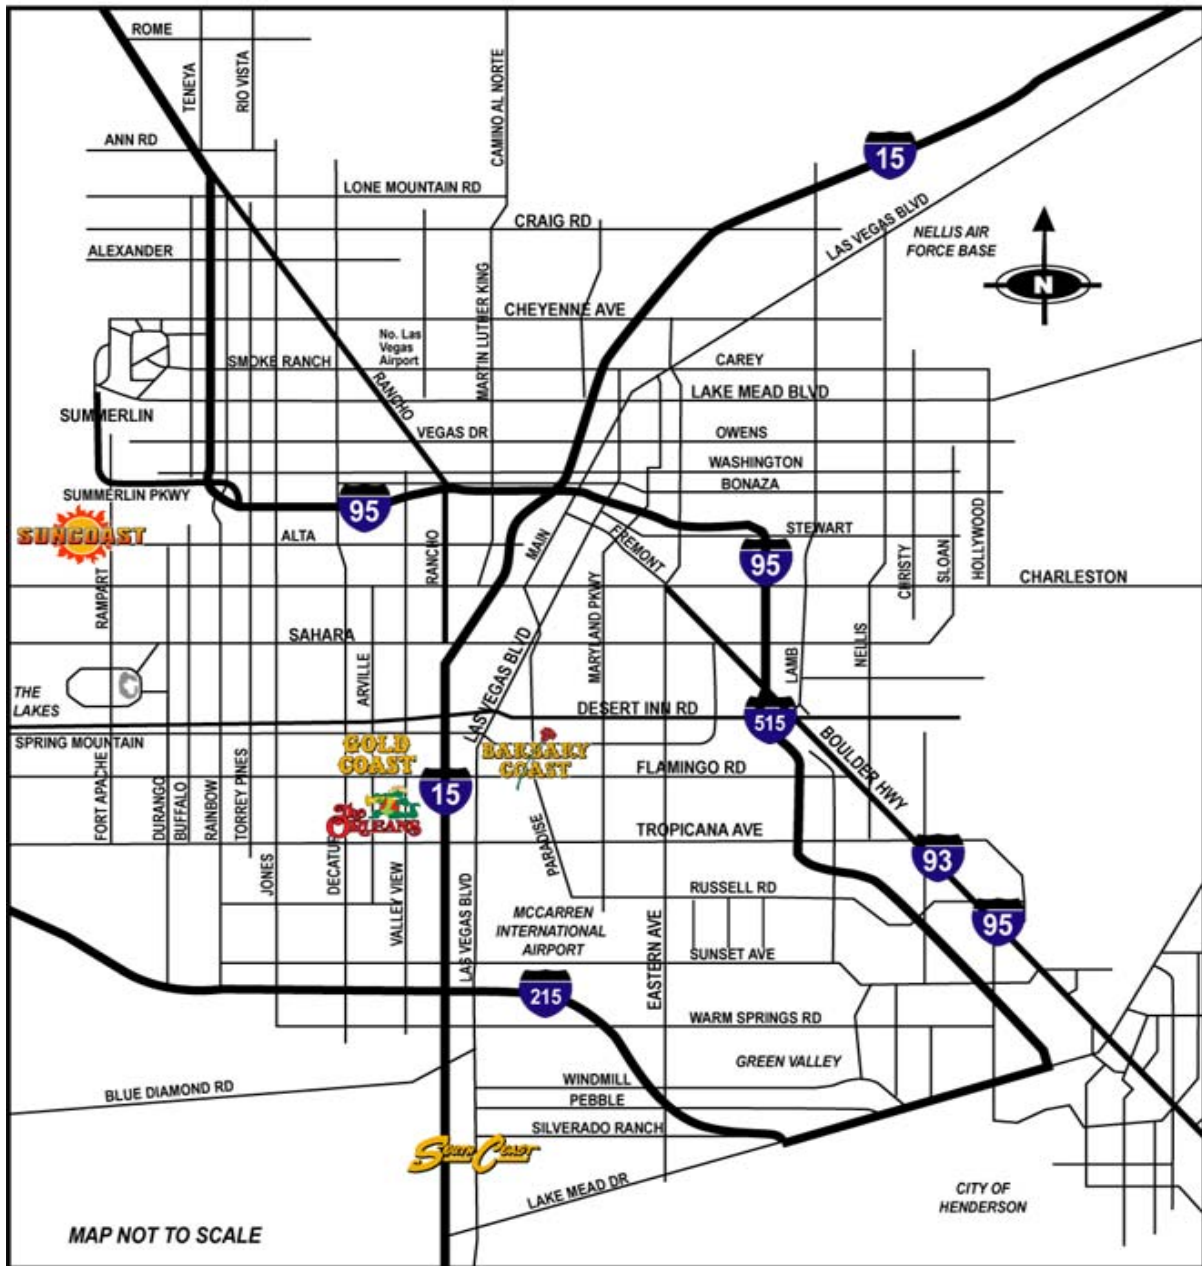 ROME
TENEYA
RIO VISTA
CAMINO AL NORTE
ANN RD
15
LONE MOUNTAIN RD
CRAIG RD
LAS VEGAS BLVD
NELLIS AIR
FORCE BASE
ALEXANDER
N
MARTIN LUTHER KING
CHEYENNE AVE
No. Las
Vegas
Airport
SMOKE RANCH
CAREY
RANCHO
LAKE MEAD BLVD
SUMMERLIN
VEGAS DR
OWENS
WASHINGTON
SUMMERLIN PKWY
BONAZA
95
HOLLYWOOD
SUNCOAST
ALTA
RANCHO
MAIN
FREMONT
STEWART
95
CHRISTY
SLOAN
CHARLESTON
RAMPART
MARYLAND PKWY
SAHARA
LAS VEGAS BLVD
LAMB
NELLIS
ARVILLE
THE
LAKES
DESERT INN RD
515
SPRING MOUNTAIN
GOLD
COAST
BARBARY
COAST
BOULDER HWY
FLAMINGO RD
FORT APACHE
DURANGO
BUFFALO
RAINBOW
TORREY PINES
15
The
ORLEANS
TROPICANA AVE
PARADISE
93
JONES
DECATUR
RUSSELL RD
VALLEY VIEW
LAS VEGAS BLVD
MCCARREN
INTERNATIONAL
AIRPORT
EASTERN AVE
95
SUNSET AVE
215
WARM SPRINGS RD
GREEN VALLEY
BLUE DIAMOND RD
WINDMILL
PEBBLE
SILVERADO RANCH
SOUTH COAST
LAKE MEAD DR
CITY OF
HENDERSON
MAP NOT TO SCALE